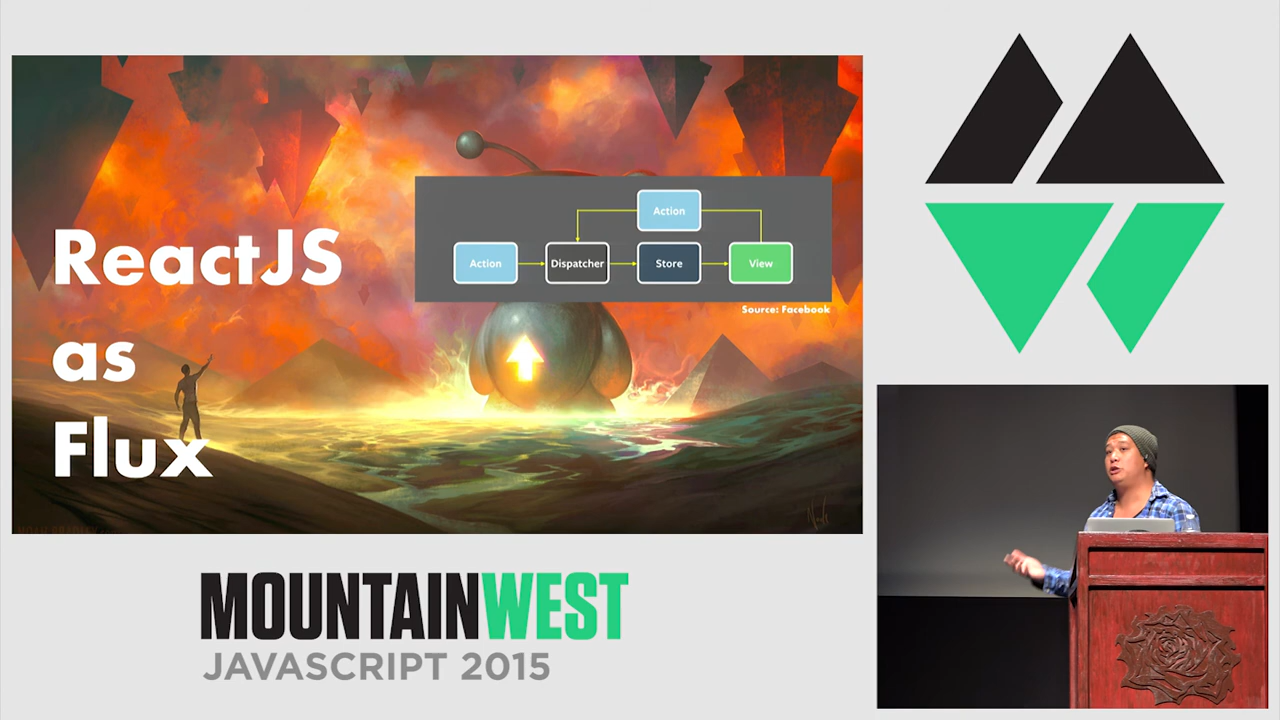 ReactJS
as
Flux
Action
Action
Dispatcher
Store
View
Source: Facebook
MOUNTAINWEST
JAVASCRIPT 2015